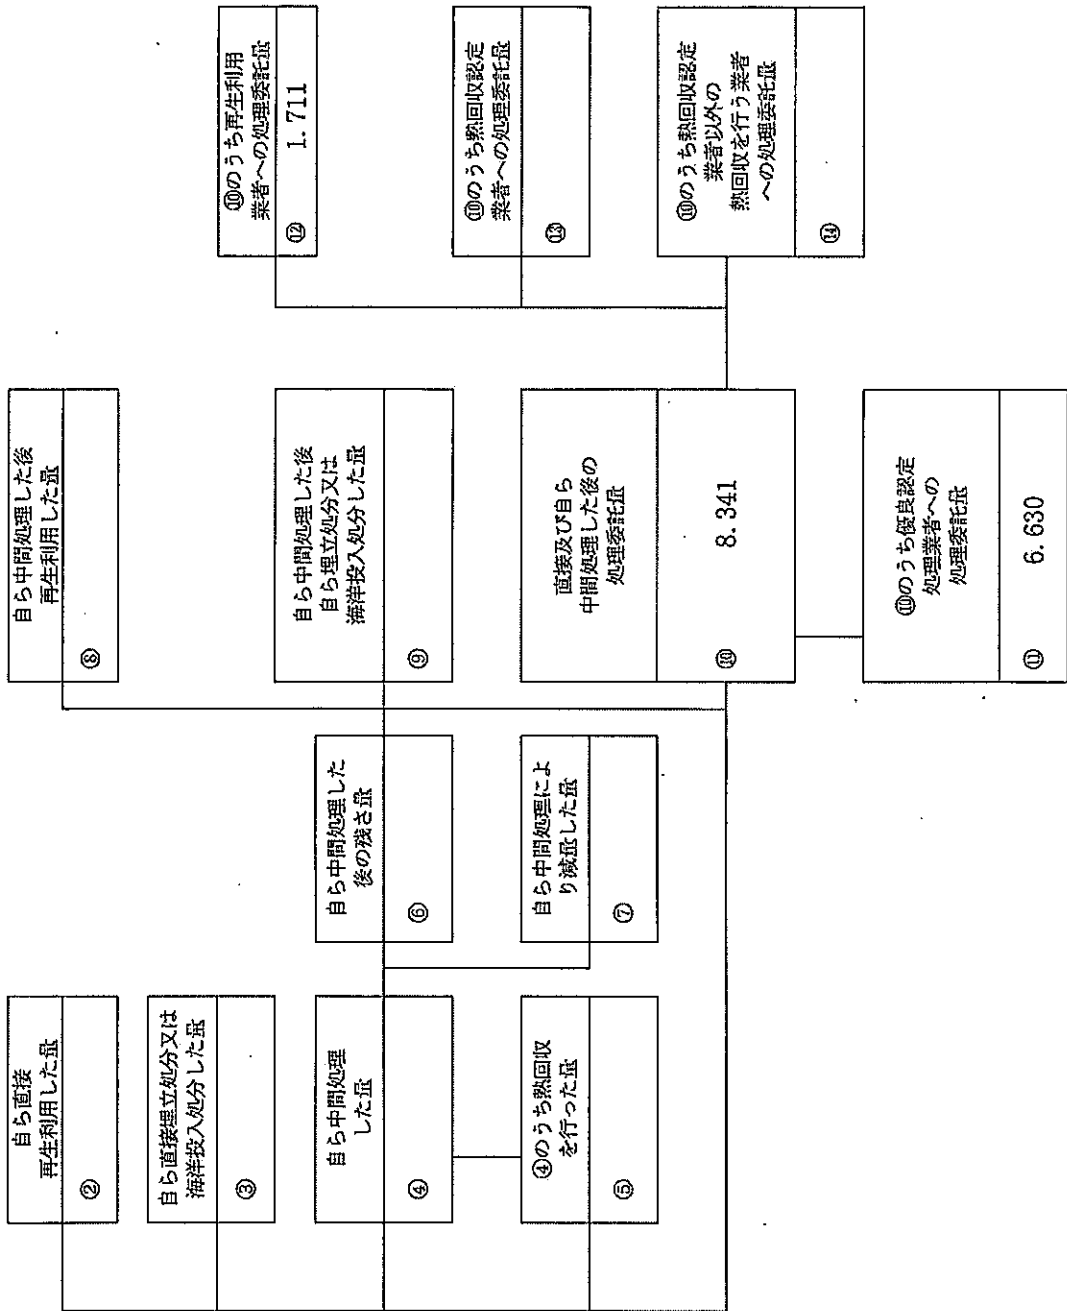 自ら直接
再生利用した量
②
自ら直接埋立処分又は
海洋投入処分した量
③
自ら中間処理
した量
④
④のうち熱回収
を行った量
⑤
自ら中間処理した
後の残さ量
⑥
自ら中間処理によ
り減量した量
⑦
自ら中間処理した後
再生利用した量
⑧
自ら中間処理した後
自ら埋立処分又は
海洋投入処分した量
⑨
直接及び自ら
中間処理した後の
処理委託量
⑩ 8.341
⑩のうち優良認定
処理業者への
処理委託量
⑪ 6.630
⑩のうち再生利用
業者への処理委託量
⑫ 1.711
⑩のうち熱回収認定
業者への処理委託量
⑬
⑩のうち熱回収認定
業者以外の
熱回収を行う業者
への処理委託量
⑭